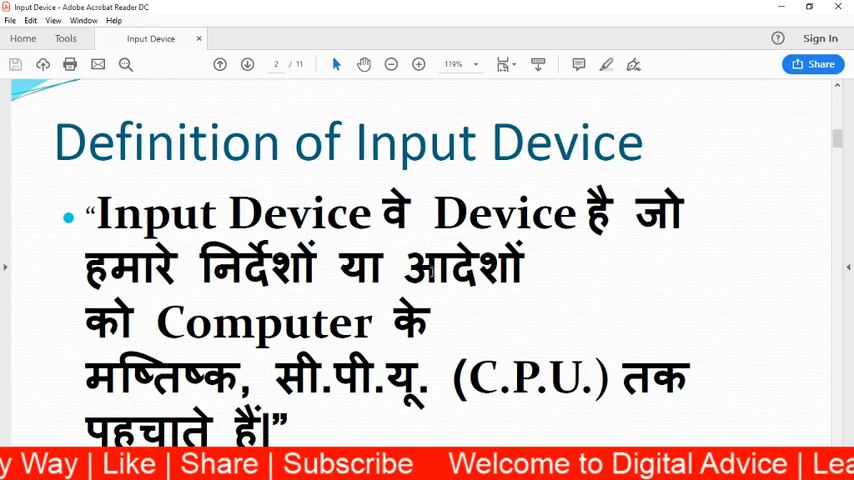 Input Device - Adobe Acrobat Reader DC
File Edit View Window Help
Home Tools Input Device × Sign In
2 / 11 119% Share
Definition of Input Device
“Input Device वे Device है जो
हमारे निर्देशों या आदेशों
को Computer के
मष्तिष्क, सी.पी.यू. (C.P.U.) तक
पहचाते हैं।”
y Way | Like | Share | Subscribe Welcome to Digital Advice | Lea